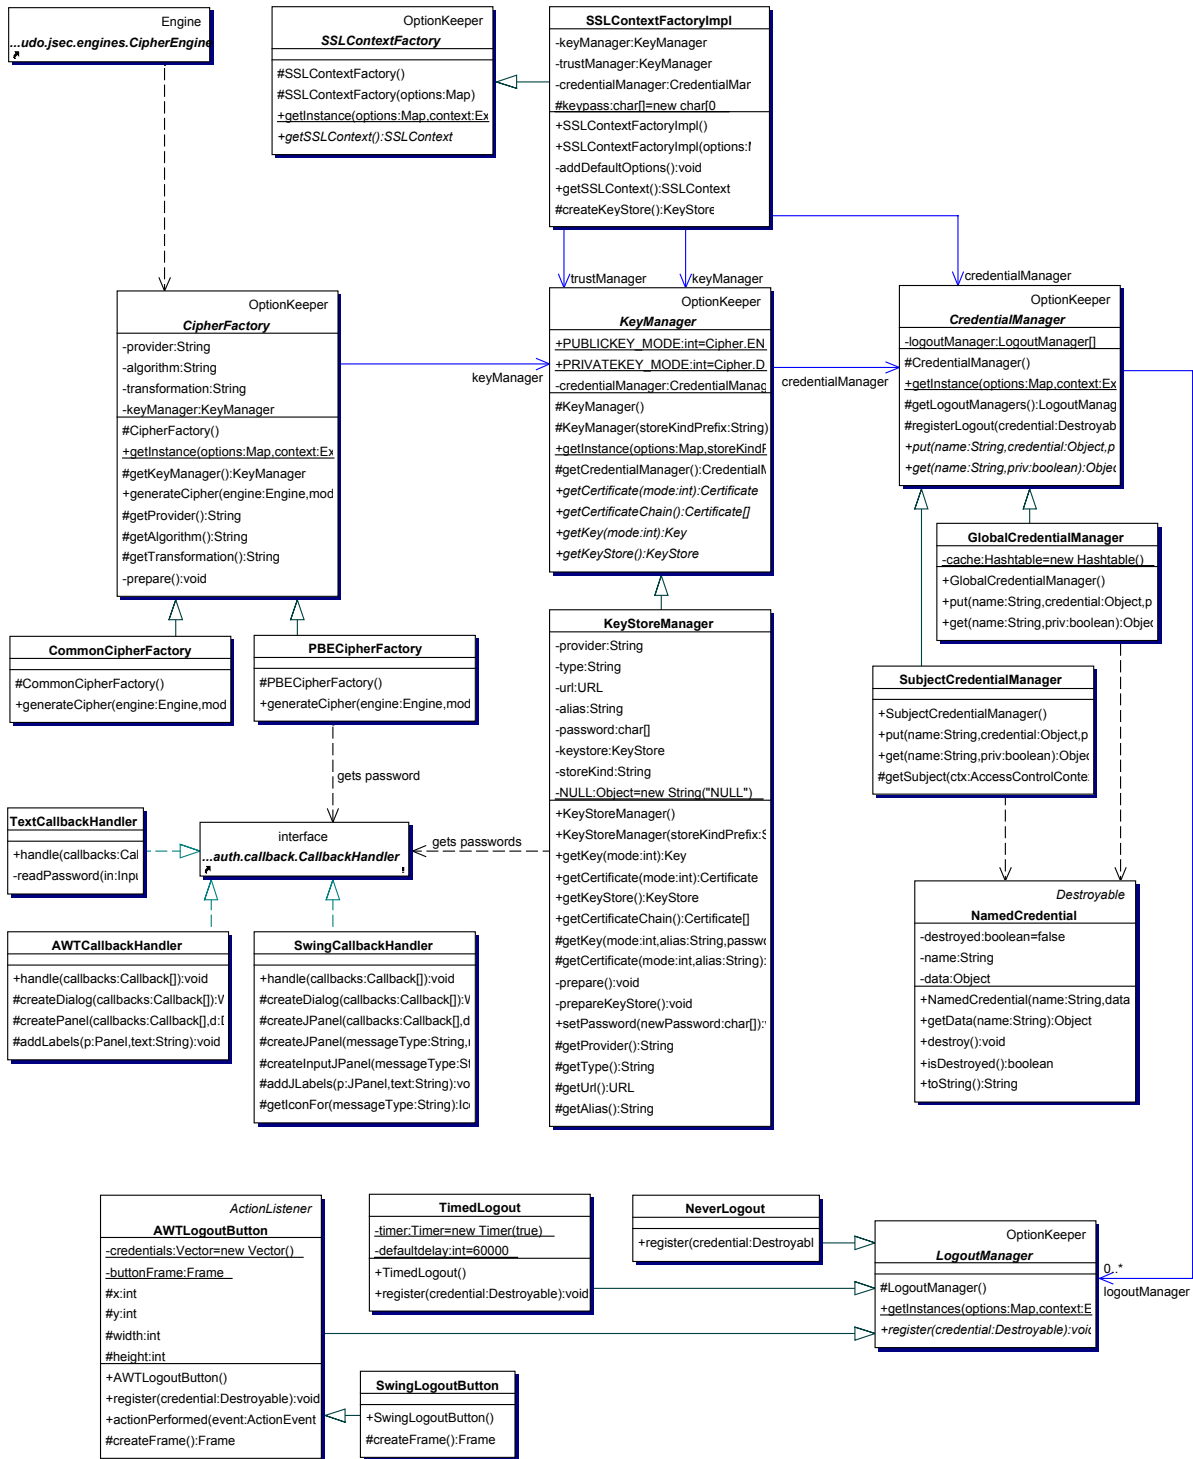 Engine
...udo.jsec.engines.CipherEngine
OptionKeeper
SSLContextFactory
#SSLContextFactory()
#SSLContextFactory(options:Map)
+getInstance(options:Map,context:Ex
+getSSLContext():SSLContext
SSLContextFactoryImpl
-keyManager:KeyManager
-trustManager:KeyManager
-credentialManager:CredentialMar
#keypass:char[]=new char[0
+SSLContextFactoryImpl()
+SSLContextFactoryImpl(options:M
-addDefaultOptions():void
+getSSLContext():SSLContext
#createKeyStore():KeyStore
trustManager
keyManager
credentialManager
OptionKeeper
CipherFactory
-provider:String
-algorithm:String
-transformation:String
-keyManager:KeyManager
#CipherFactory()
+getInstance(options:Map,context:Ex
#getKeyManager():KeyManager
+generateCipher(engine:Engine,mod
#getProvider():String
#getAlgorithm():String
#getTransformation():String
-prepare():void
keyManager
OptionKeeper
KeyManager
+PUBLICKEY_MODE:int=Cipher.EN
+PRIVATEKEY_MODE:int=Cipher.D
-credentialManager:CredentialManag
#KeyManager()
#KeyManager(storeKindPrefix:String)
+getInstance(options:Map,storeKindF
#getCredentialManager():CredentialM
+getCertificate(mode:int):Certificate
+getCertificateChain():Certificate[]
+getKey(mode:int):Key
+getKeyStore():KeyStore
credentialManager
OptionKeeper
CredentialManager
-logoutManager:LogoutManager[]
#CredentialManager()
+getInstance(options:Map,context:Ex
#getLogoutManagers():LogoutManag
#registerLogout(credential:Destroyab
+put(name:String,credential:Object,p
+get(name:String,priv:boolean):Objec
GlobalCredentialManager
-cache:Hashtable=new Hashtable()
+GlobalCredentialManager()
+put(name:String,credential:Object,p
+get(name:String,priv:boolean):Objec
CommonCipherFactory
#CommonCipherFactory()
+generateCipher(engine:Engine,mod
PBECipherFactory
#PBECipherFactory()
+generateCipher(engine:Engine,mod
gets password
KeyStoreManager
-provider:String
-type:String
-url:URL
-alias:String
-password:char[]
-keystore:KeyStore
-storeKind:String
-NULL:Object=new String("NULL")
+KeyStoreManager()
+KeyStoreManager(storeKindPrefix:S
+getKey(mode:int):Key
+getCertificate(mode:int):Certificate
+getKeyStore():KeyStore
+getCertificateChain():Certificate[]
#getKey(mode:int,alias:String,passwo
#getCertificate(mode:int,alias:String):
-prepare():void
-prepareKeyStore():void
+setPassword(newPassword:char[]):
#getProvider():String
#getType():String
#getUrl():URL
#getAlias():String
SubjectCredentialManager
+SubjectCredentialManager()
+put(name:String,credential:Object,p
+get(name:String,priv:boolean):Objec
#getSubject(ctx:AccessControlConte
TextCallbackHandler
+handle(callbacks:Cal
-readPassword(in:Inpu
interface
...auth.callback.CallbackHandler
gets passwords
AWTCallbackHandler
+handle(callbacks:Callback[]):void
#createDialog(callbacks:Callback[]):W
#createPanel(callbacks:Callback[],d:D
#addLabels(p:Panel,text:String):void
SwingCallbackHandler
+handle(callbacks:Callback[]):void
#createDialog(callbacks:Callback[]):W
#createJPanel(callbacks:Callback[],d
#createJPanel(messageType:String,
#createInputJPanel(messageType:St
#addJLabels(p:JPanel,text:String):vo
#getIconFor(messageType:String):Ic
Destroyable
NamedCredential
-destroyed:boolean=false
-name:String
-data:Object
+NamedCredential(name:String,data
+getData(name:String):Object
+destroy():void
+isDestroyed():boolean
+toString():String
ActionListener
AWTLogoutButton
-credentials:Vector=new Vector()
-buttonFrame:Frame
#x:int
#y:int
#width:int
#height:int
+AWTLogoutButton()
+register(credential:Destroyable):void
+actionPerformed(event:ActionEvent
#createFrame():Frame
TimedLogout
-timer:Timer=new Timer(true)
-defaultdelay:int=60000
+TimedLogout()
+register(credential:Destroyable):void
NeverLogout
+register(credential:Destroyabl
OptionKeeper
LogoutManager
#LogoutManager()
+getInstances(options:Map,context:E
+register(credential:Destroyable):void
0..*
logoutManager
SwingLogoutButton
+SwingLogoutButton()
#createFrame():Frame